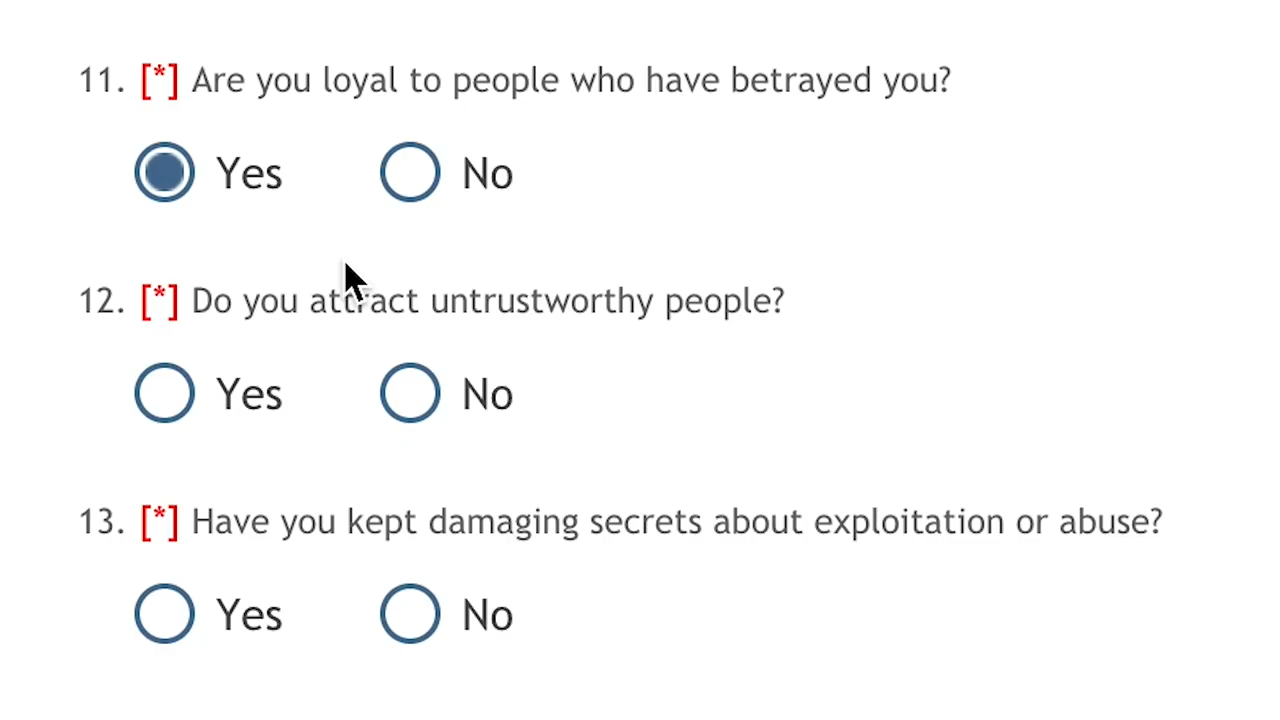 11. [*] Are you loyal to people who have betrayed you?
Yes No
12. [*] Do you attract untrustworthy people?
Yes No
13. [*] Have you kept damaging secrets about exploitation or abuse?
Yes No